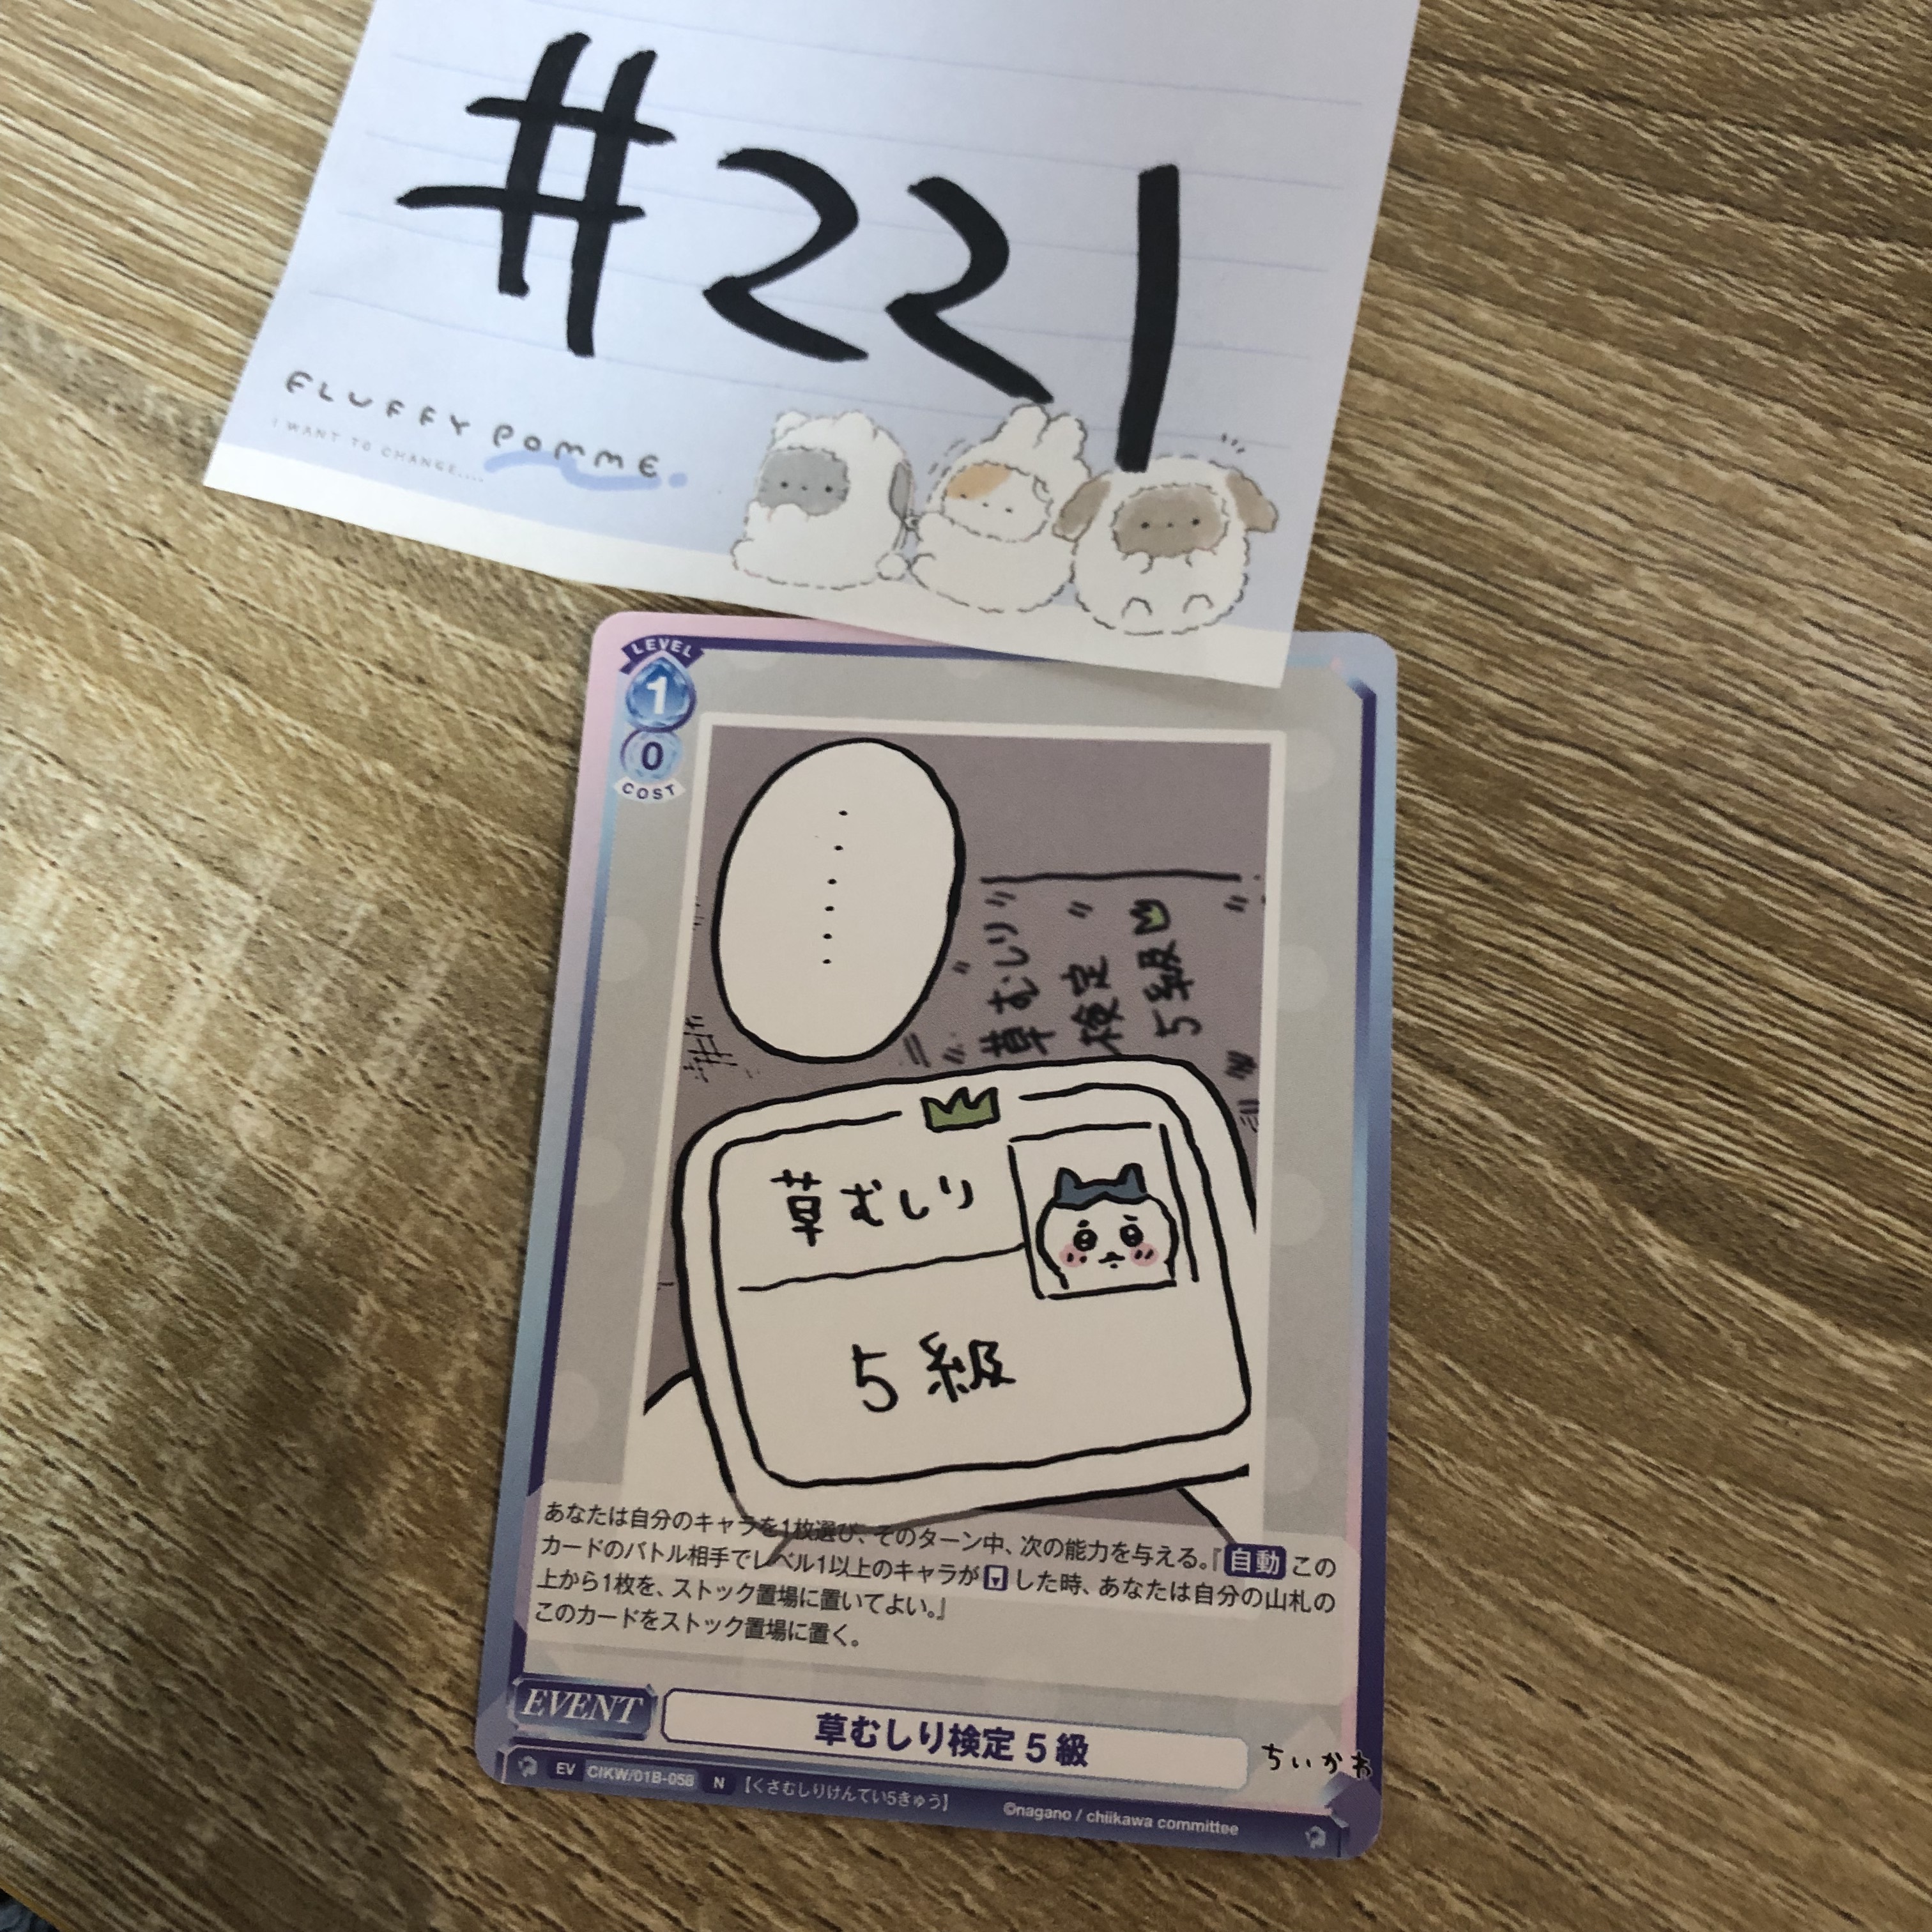 #221
FLUFFY POMME.
I WANT TO CHANGE....
LEVEL
1
0
COST
草むしり
検定
5級
草むしり
5級
あなたは自分のキャラを1枚選び、そのターン中、次の能力を与える。『自動 この
カードのバトル相手でレベル1以上のキャラが▼した時、あなたは自分の山札の
上から1枚を、ストック置場に置いてよい。』
このカードをストック置場に置く。
EVENT
草むしり検定5級
ちいかわ
EV CIKW/01B-058 N 【くさむしりけんてい5きゅう】
©nagano / chiikawa committee